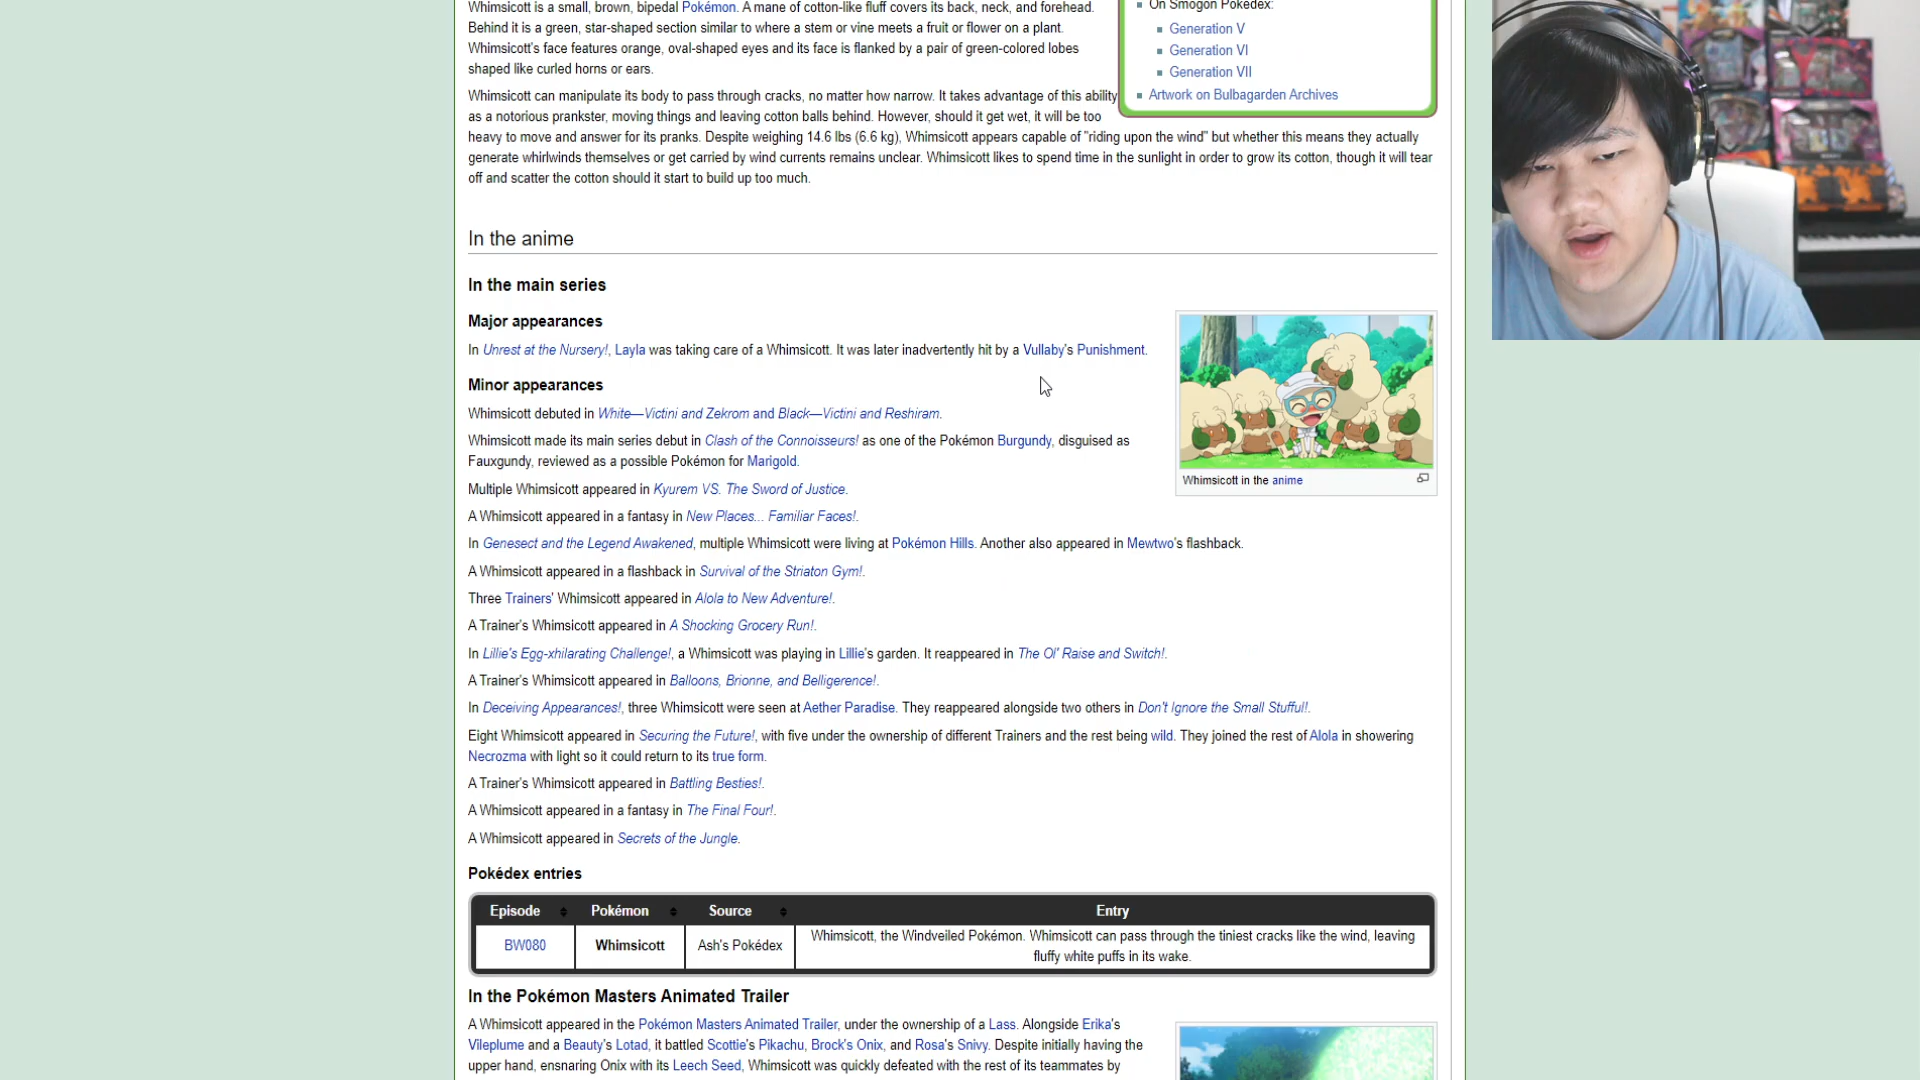 Whimsicott is a small, brown, bipedal Pokémon. A mane of cotton-like fluff covers its back, neck, and forehead.
Behind it is a green, star-shaped section similar to where a stem or vine meets a fruit or flower on a plant.
Whimsicott's face features orange, oval-shaped eyes and its face is flanked by a pair of green-colored lobes
shaped like curled horns or ears.
Whimsicott can manipulate its body to pass through cracks, no matter how narrow. It takes advantage of this ability
as a notorious prankster, moving things and leaving cotton balls behind. However, should it get wet, it will be too
heavy to move and answer for its pranks. Despite weighing 14.6 lbs (6.6 kg), Whimsicott appears capable of "riding upon the wind" but whether this means they actually
generate whirlwinds themselves or get carried by wind currents remains unclear. Whimsicott likes to spend time in the sunlight in order to grow its cotton, though it will tear
off and scatter the cotton should it start to build up too much.
On Smogon Pokédex:
Generation V
Generation VI
Generation VII
Artwork on Bulbagarden Archives
In the anime
In the main series
Major appearances
In Unrest at the Nursery!, Layla was taking care of a Whimsicott. It was later inadvertently hit by a Vullaby's Punishment.
Minor appearances
Whimsicott debuted in White—Victini and Zekrom and Black—Victini and Reshiram.
Whimsicott made its main series debut in Clash of the Connoisseurs! as one of the Pokémon Burgundy, disguised as
Fauxgundy, reviewed as a possible Pokémon for Marigold.
Multiple Whimsicott appeared in Kyurem VS. The Sword of Justice.
Whimsicott in the anime
A Whimsicott appeared in a fantasy in New Places... Familiar Faces!.
In Genesect and the Legend Awakened, multiple Whimsicott were living at Pokémon Hills. Another also appeared in Mewtwo's flashback.
A Whimsicott appeared in a flashback in Survival of the Striaton Gym!.
Three Trainers' Whimsicott appeared in Alola to New Adventure!.
A Trainer's Whimsicott appeared in A Shocking Grocery Run!.
In Lillie's Egg-xhilarating Challenge!, a Whimsicott was playing in Lillie's garden. It reappeared in The Ol' Raise and Switch!.
A Trainer's Whimsicott appeared in Balloons, Brionne, and Belligerence!.
In Deceiving Appearances!, three Whimsicott were seen at Aether Paradise. They reappeared alongside two others in Don't Ignore the Small Stufful!.
Eight Whimsicott appeared in Securing the Future!, with five under the ownership of different Trainers and the rest being wild. They joined the rest of Alola in showering
Necrozma with light so it could return to its true form.
A Trainer's Whimsicott appeared in Battling Besties!.
A Whimsicott appeared in a fantasy in The Final Four!.
A Whimsicott appeared in Secrets of the Jungle.
Pokédex entries
Episode Pokémon Source Entry
BW080 Whimsicott Ash's Pokédex Whimsicott, the Windveiled Pokémon. Whimsicott can pass through the tiniest cracks like the wind, leaving
fluffy white puffs in its wake.
In the Pokémon Masters Animated Trailer
A Whimsicott appeared in the Pokémon Masters Animated Trailer, under the ownership of a Lass. Alongside Erika's
Vileplume and a Beauty's Lotad, it battled Scottie's Pikachu, Brock's Onix, and Rosa's Snivy. Despite initially having the
upper hand, ensnaring Onix with its Leech Seed, Whimsicott was quickly defeated with the rest of its teammates by